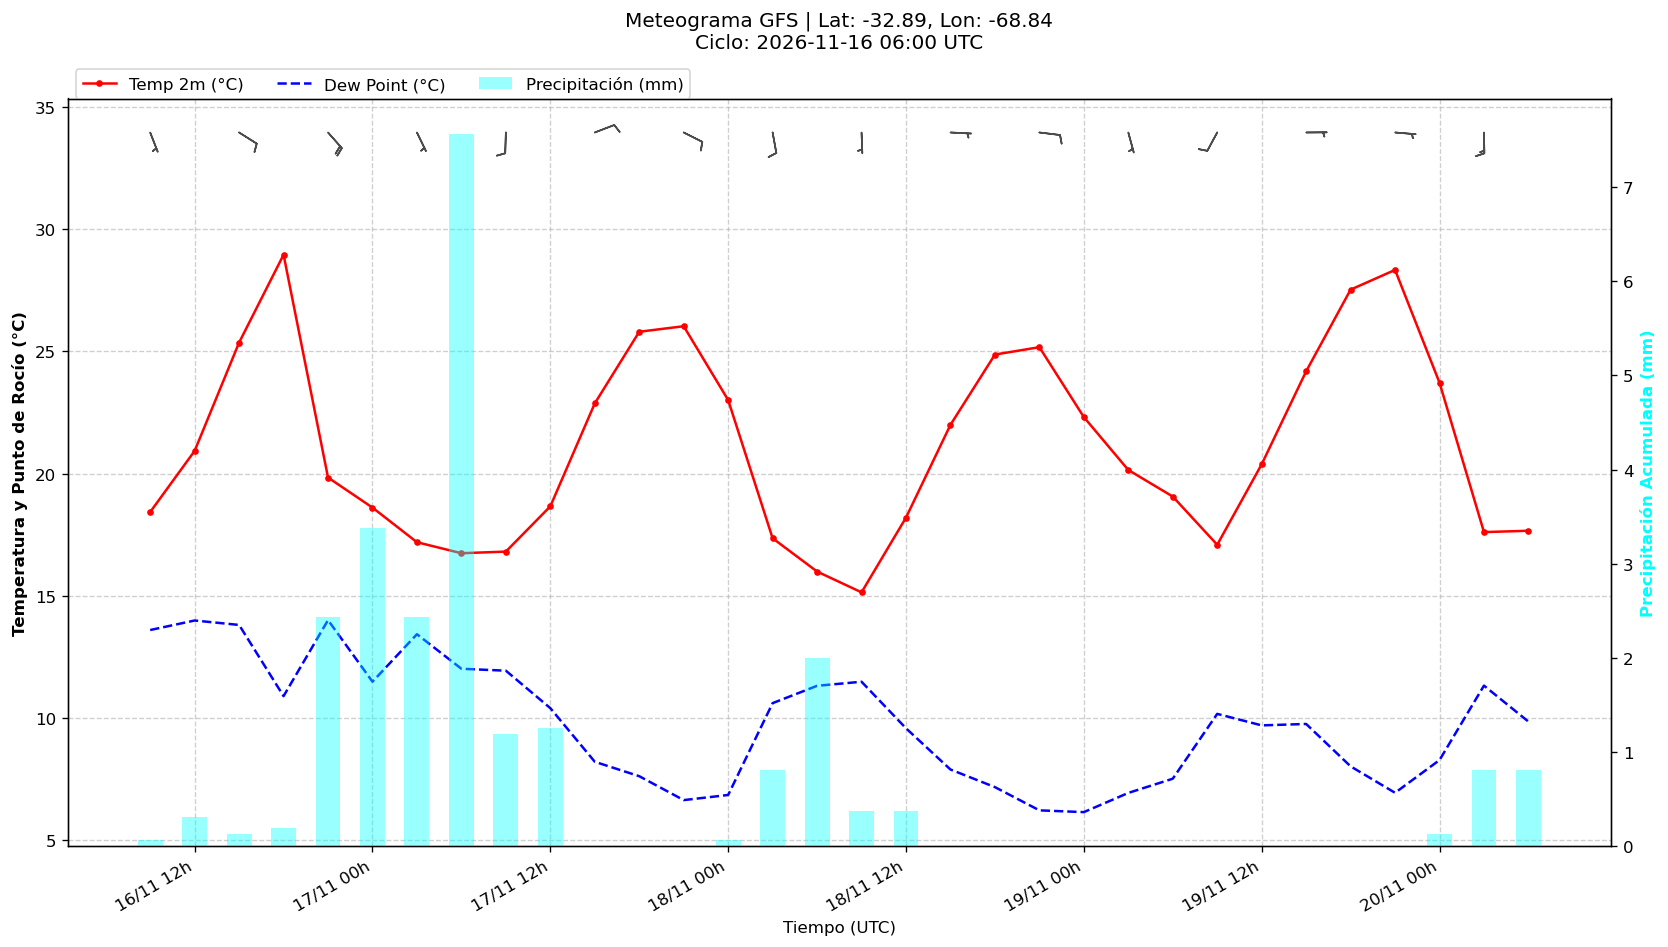 Meteograma GFS | Lat: -32.89, Lon: -68.84
Ciclo: 2026-11-16 06:00 UTC
Temp 2m (°C)
Dew Point (°C)
Precipitación (mm)
Temperatura y Punto de Rocío (°C)
35
30
25
20
15
10
5
Precipitación Acumulada (mm)
7
6
5
4
3
2
1
0
16/11 12h
17/11 00h
17/11 12h
18/11 00h
18/11 12h
19/11 00h
19/11 12h
20/11 00h
Tiempo (UTC)